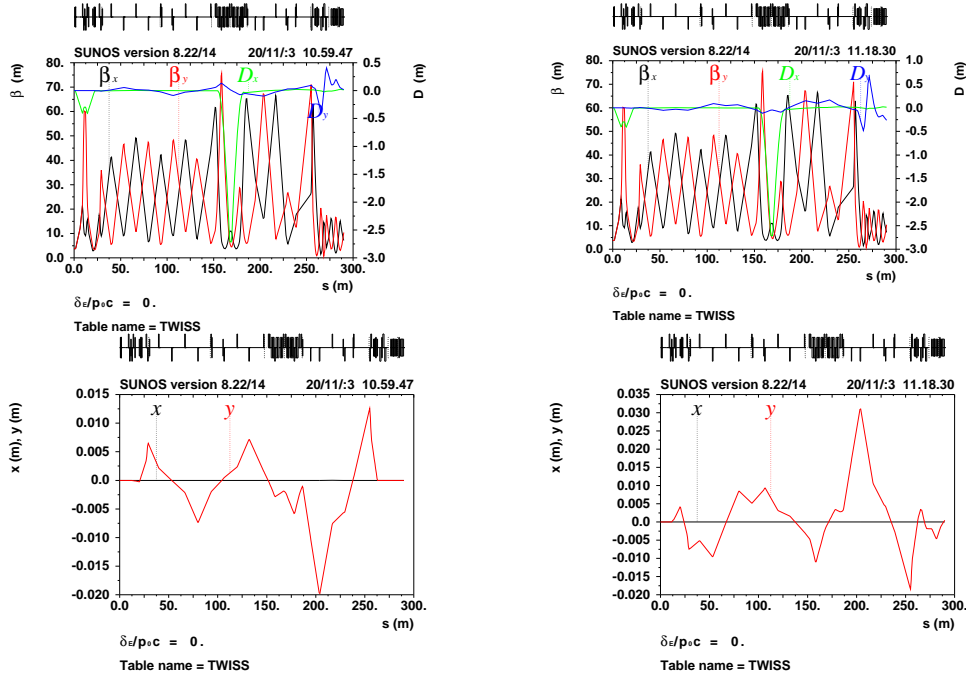 SUNOS version 8.22/14 20/11/:3 10.59.47
β x β y D x D y
β (m)
80.
70.
60.
50.
40.
30.
20.
10.
0.0
D (m)
0.5
0.0
-0.5
-1.0
-1.5
-2.0
-2.5
-3.0
0.0 50. 100. 150. 200. 250. 300.
s (m)
δE/p0c = 0.
Table name = TWISS
SUNOS version 8.22/14 20/11/:3 11.18.30
β x β y D x D y
β (m)
80.
70.
60.
50.
40.
30.
20.
10.
0.0
D (m)
1.0
0.5
0.0
-0.5
-1.0
-1.5
-2.0
-2.5
-3.0
0.0 50. 100. 150. 200. 250. 300.
s (m)
δE/p0c = 0.
Table name = TWISS
SUNOS version 8.22/14 20/11/:3 10.59.47
x y
x (m), y (m)
0.015
0.010
0.005
0.000
-0.005
-0.010
-0.015
-0.020
0.0 50. 100. 150. 200. 250. 300.
s (m)
δE/p0c = 0.
Table name = TWISS
SUNOS version 8.22/14 20/11/:3 11.18.30
x y
x (m), y (m)
0.035
0.030
0.025
0.020
0.015
0.010
0.005
0.0
-0.005
-0.010
-0.015
-0.020
0.0 50. 100. 150. 200. 250. 300.
s (m)
δE/p0c = 0.
Table name = TWISS